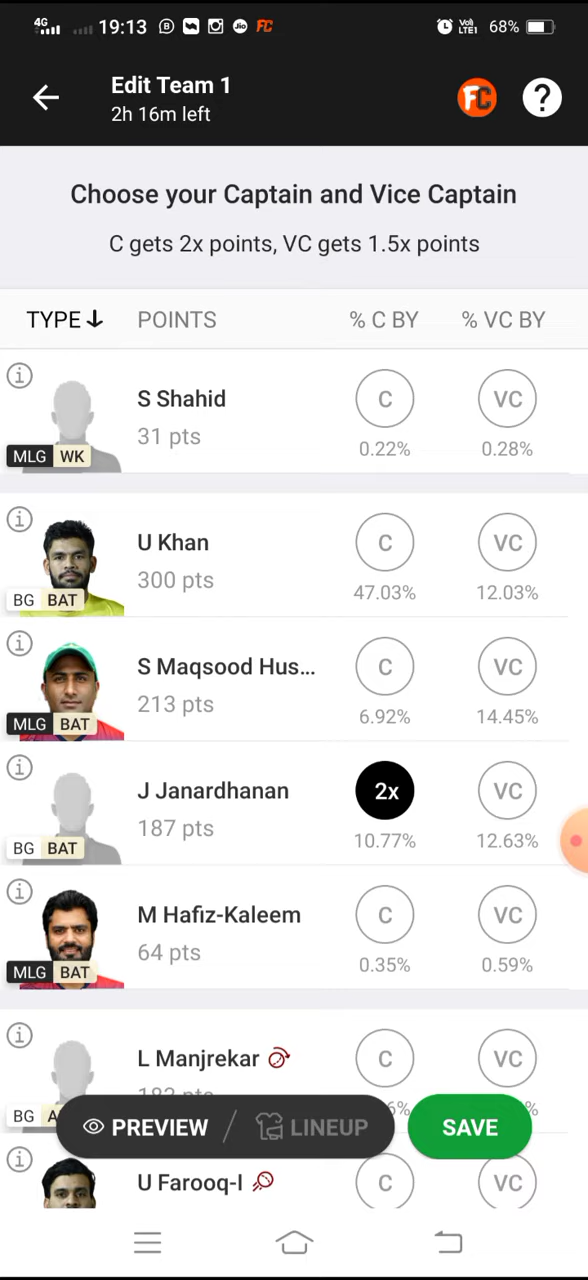 4G 19:13 VoI) LTE1 68%
Edit Team 1
2h 16m left
FC ?
Choose your Captain and Vice Captain
C gets 2x points, VC gets 1.5x points
TYPE POINTS % C BY % VC BY
S Shahid
31 pts
C VC
0.22% 0.28%
MLG WK
U Khan
300 pts
C VC
47.03% 12.03%
BG BAT
S Maqsood Hus...
213 pts
C VC
6.92% 14.45%
MLG BAT
J Janardhanan
187 pts
2x VC
10.77% 12.63%
BG BAT
M Hafiz-Kaleem
64 pts
C VC
0.35% 0.59%
MLG BAT
L Manjrekar
C VC
BG
PREVIEW / LINEUP SAVE
U Farooq-I
C VC